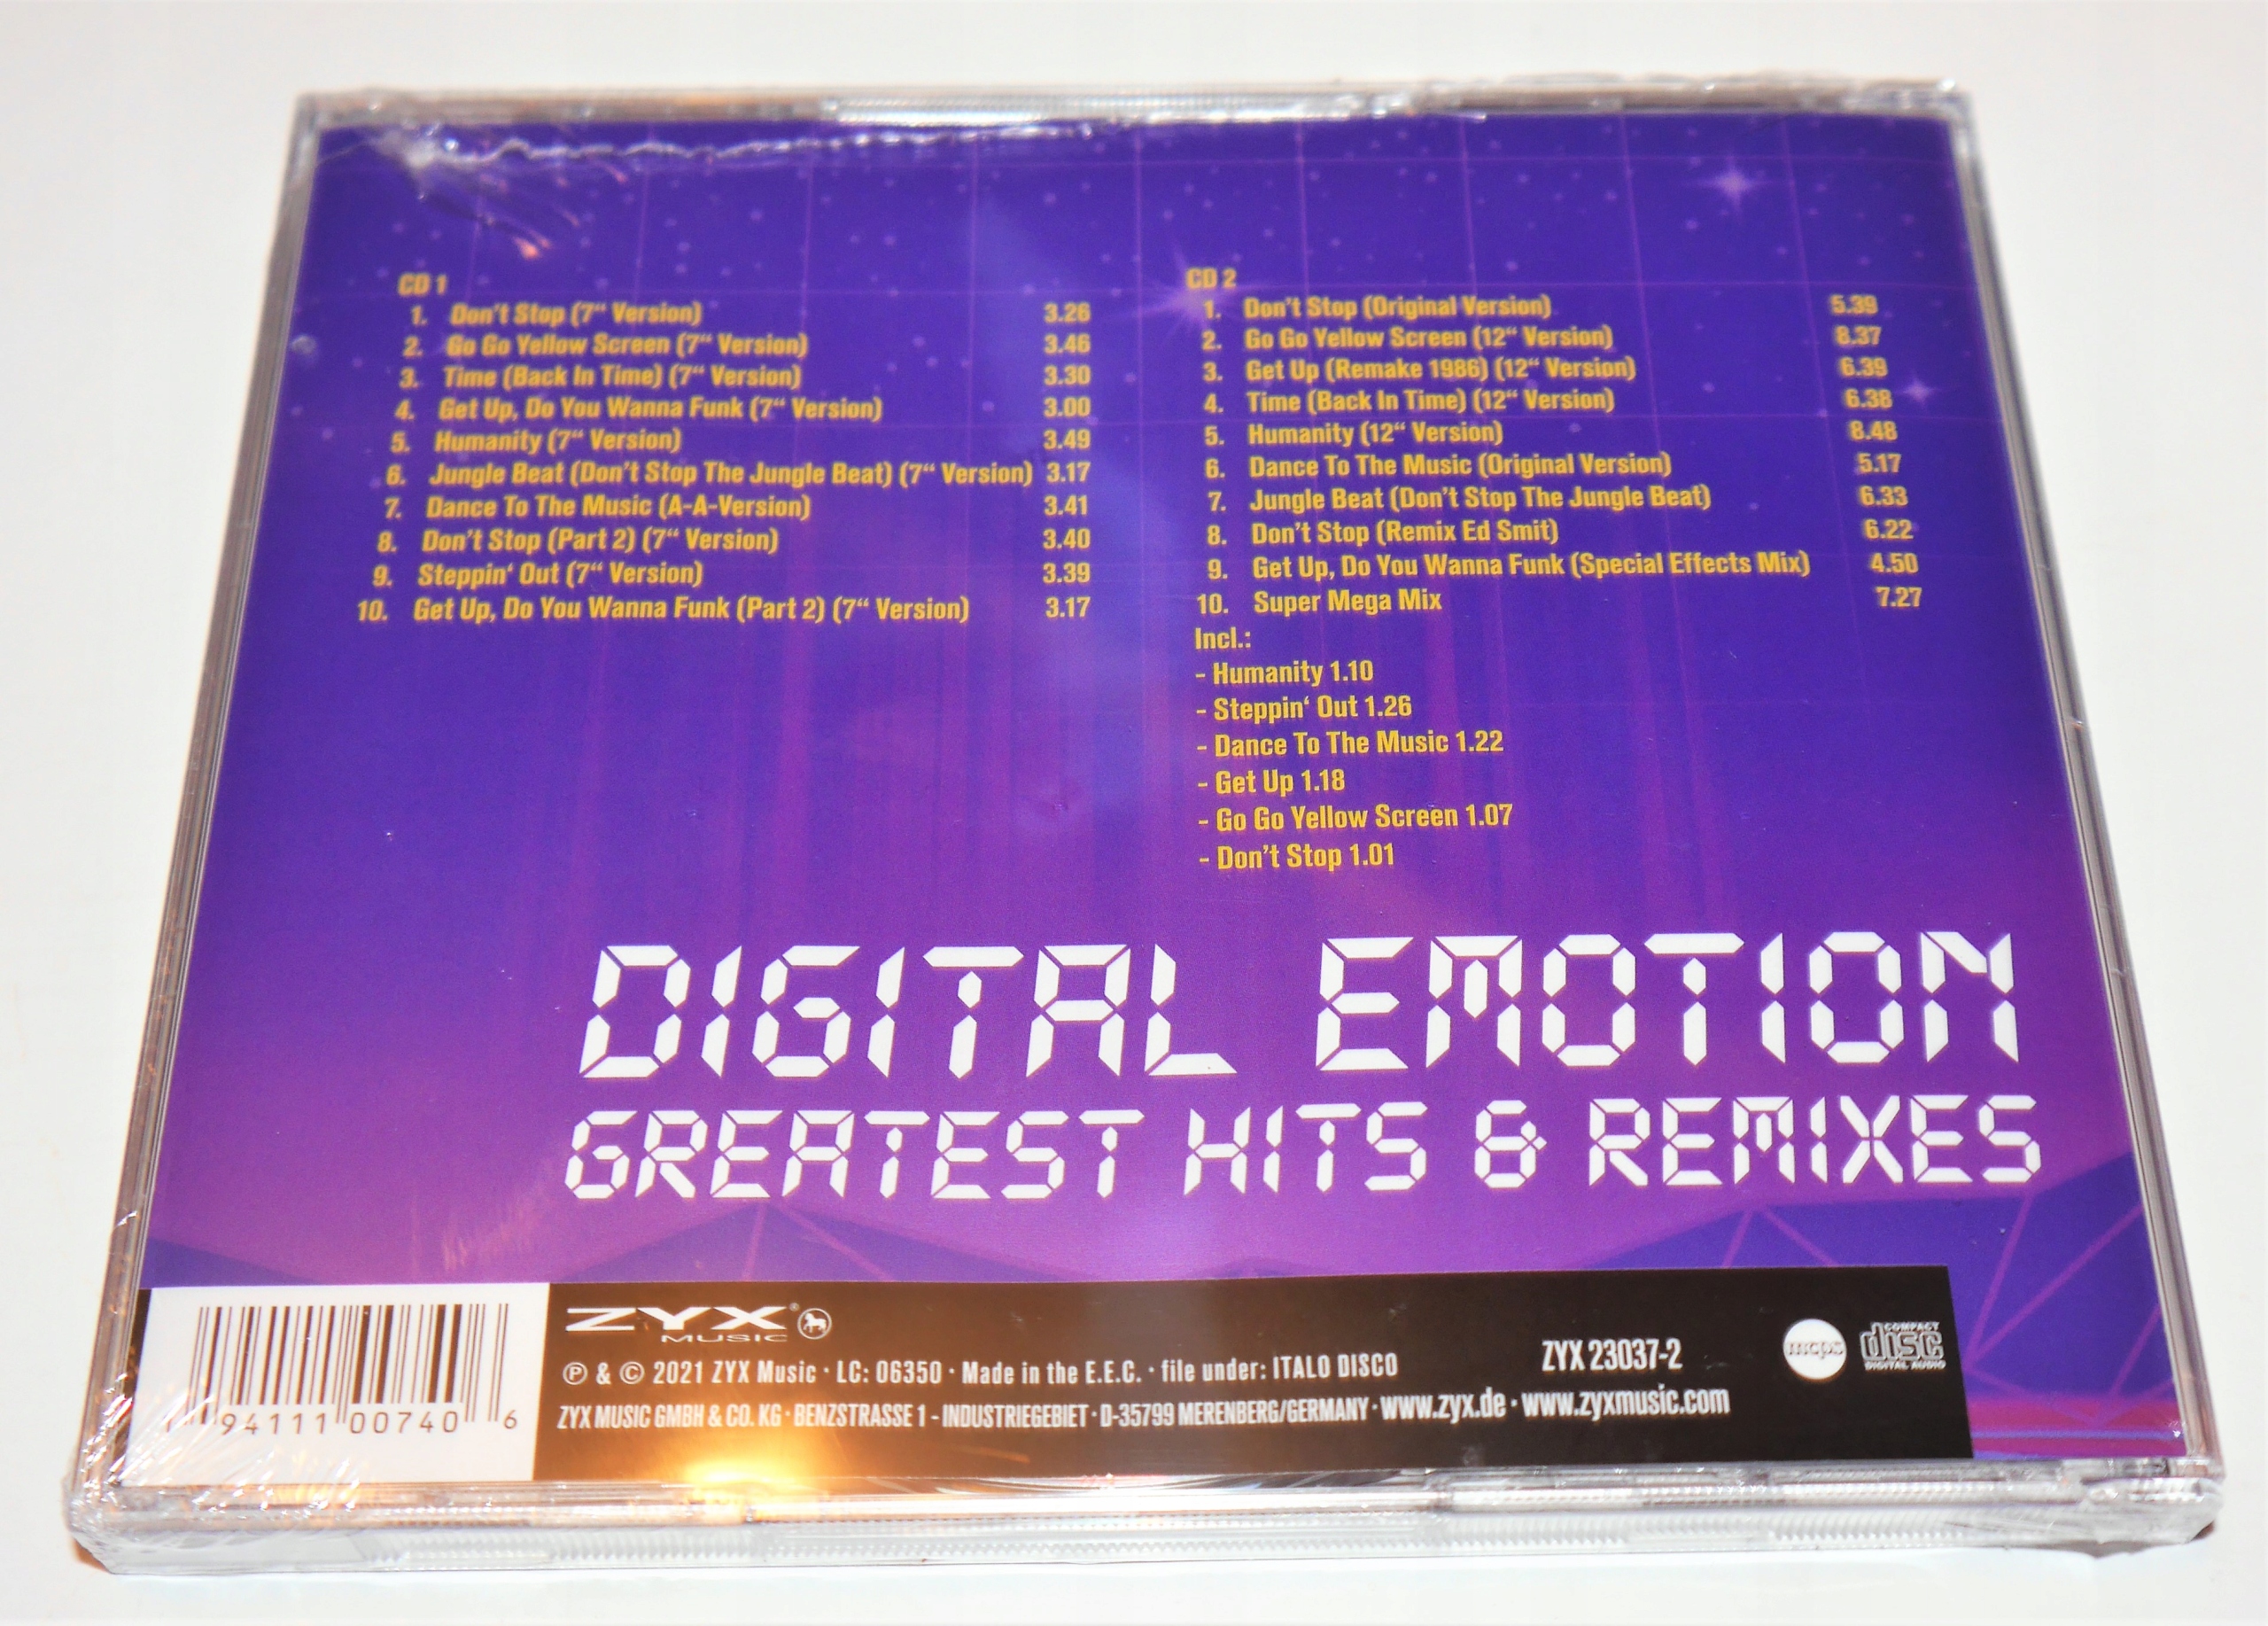 CD 1
1. Don't Stop (7“ Version) 3.26
2. Go Go Yellow Screen (7“ Version) 3.46
3. Time (Back In Time) (7“ Version) 3.30
4. Get Up, Do You Wanna Funk (7“ Version) 3.00
5. Humanity (7“ Version) 3.49
6. Jungle Beat (Don't Stop The Jungle Beat) (7“ Version) 3.17
7. Dance To The Music (A-A-Version) 3.41
8. Don't Stop (Part 2) (7“ Version) 3.40
9. Steppin‘ Out (7“ Version) 3.39
10. Get Up, Do You Wanna Funk (Part 2) (7“ Version) 3.17
CD 2
1. Don't Stop (Original Version) 5.39
2. Go Go Yellow Screen (12“ Version) 8.37
3. Get Up (Remake 1986) (12“ Version) 6.39
4. Time (Back In Time) (12“ Version) 6.38
5. Humanity (12“ Version) 8.48
6. Dance To The Music (Original Version) 5.17
7. Jungle Beat (Don't Stop The Jungle Beat) 6.33
8. Don't Stop (Remix Ed Smit) 6.22
9. Get Up, Do You Wanna Funk (Special Effects Mix) 4.50
10. Super Mega Mix 7.27
Incl.:
- Humanity 1.10
- Steppin‘ Out 1.26
- Dance To The Music 1.22
- Get Up 1.18
- Go Go Yellow Screen 1.07
- Don't Stop 1.01
DIGITAL EMOTION
GREATEST HITS & REMIXES
1 94111 00740 6
ZYX®
MUSIC
Ⓟ & © 2021 ZYX Music · LC: 06350 · Made in the E.E.C. · file under: ITALO DISCO
ZYX MUSIC GMBH & CO. KG · BENZSTRASSE 1 - INDUSTRIEGEBIET · D-35799 MERENBERG/GERMANY · www.zyx.de · www.zyxmusic.com
ZYX 23037-2
mcps
COMPACT
disc
DIGITAL AUDIO